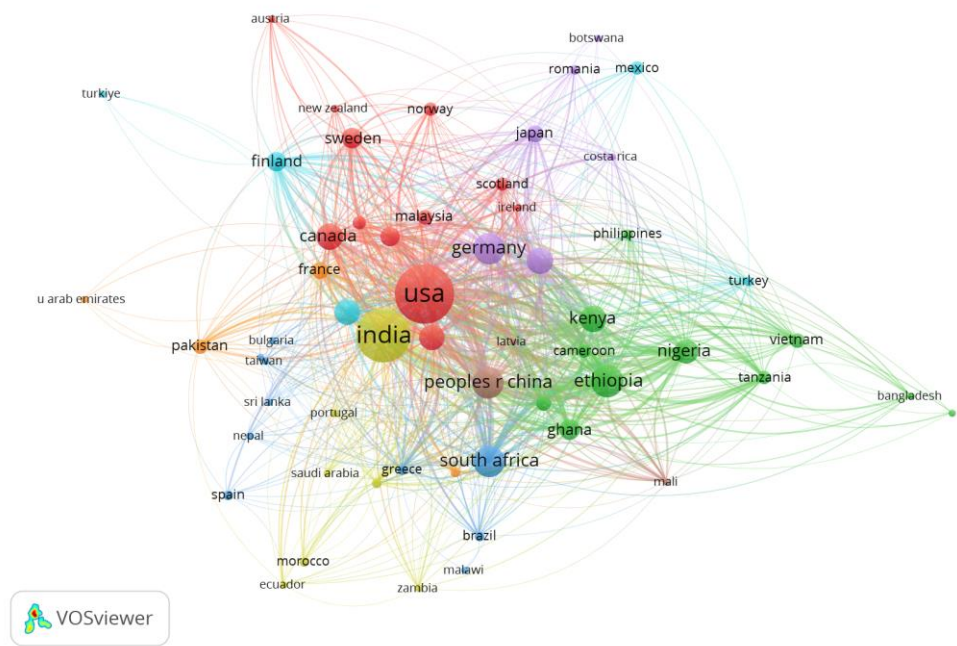 austria
botswana
romania
mexico
turkiye
new zealand
norway
sweden
japan
finland
costa rica
scotland
ireland
malaysia
canada
philippines
germany
france
turkey
usa
u arab emirates
kenya
india
bulgaria
latvia
vietnam
pakistan
cameroon
nigeria
taiwan
peoples r china
ethiopia
tanzania
bangladesh
sri lanka
portugal
ghana
nepal
south africa
saudi arabia
greece
mali
spain
brazil
morocco
malawi
ecuador
zambia
VOSviewer